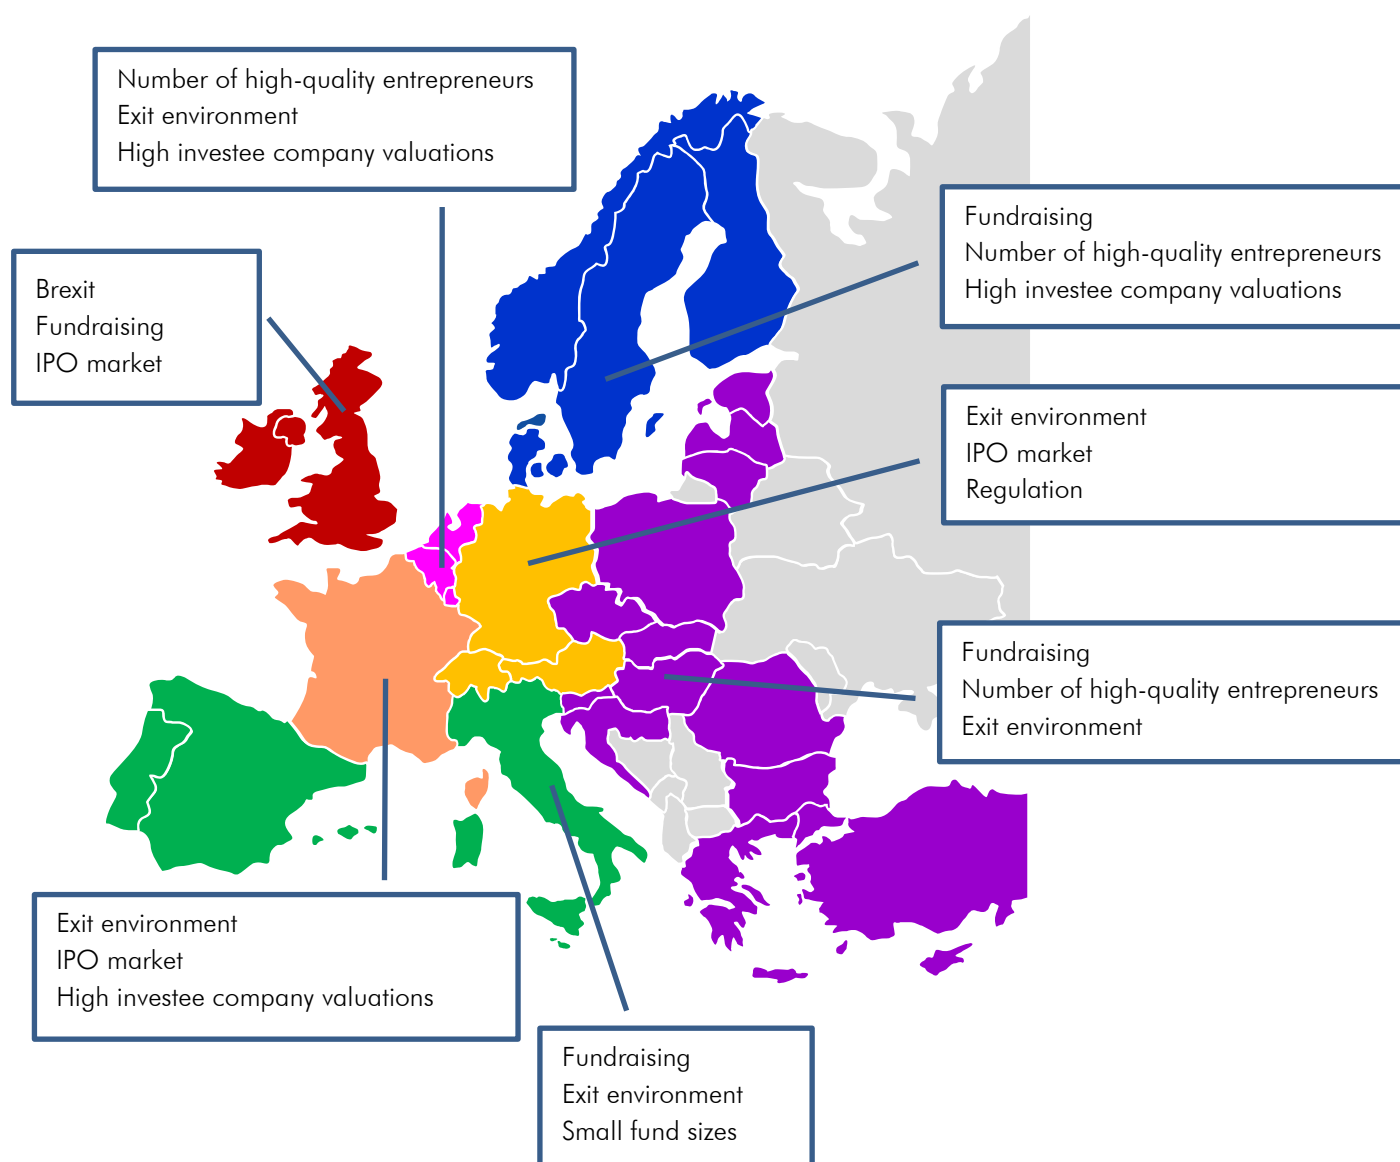 Number of high-quality entrepreneurs
Exit environment
High investee company valuations
Fundraising
Number of high-quality entrepreneurs
High investee company valuations
Brexit
Fundraising
IPO market
Exit environment
IPO market
Regulation
Fundraising
Number of high-quality entrepreneurs
Exit environment
Exit environment
IPO market
High investee company valuations
Fundraising
Exit environment
Small fund sizes